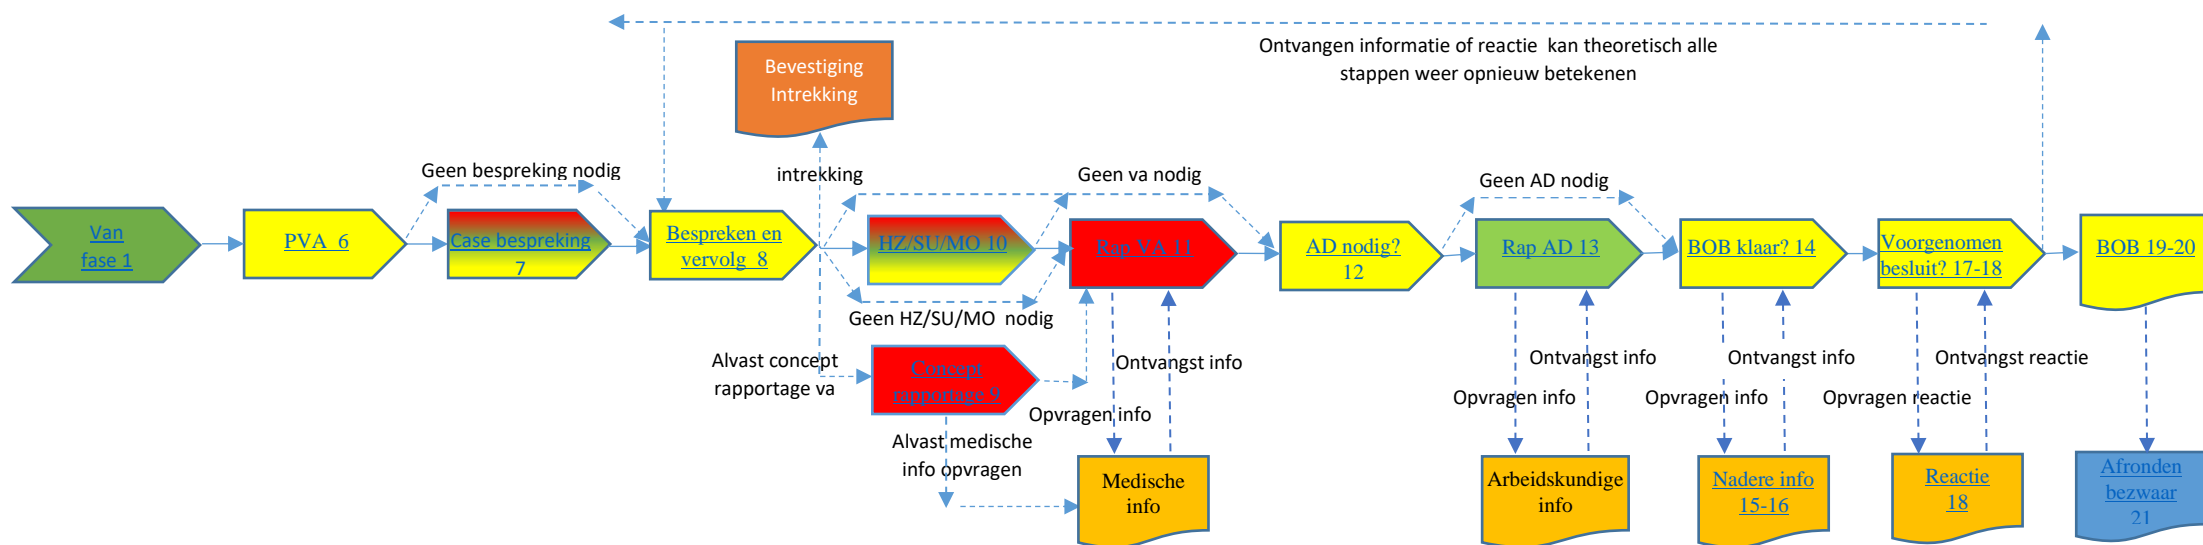 Ontvangen informatie of reactie  kan theoretisch alle
stappen weer opnieuw betekenen
Bevestiging
Intrekking
Geen bespreking nodig
intrekking
Geen va nodig
Geen AD nodig
Van
fase 1
PVA  6
Case bespreking
7
Bespreken en
vervolg  8
HZ/SU/MO 10
Rap VA 11
AD nodig?
12
Rap AD 13
BOB klaar? 14
Voorgenomen
besluit? 17-18
BOB 19-20
Geen HZ/SU/MO  nodig
Alvast concept
rapportage va
Concept
rapportage 9
Ontvangst info
Opvragen info
Ontvangst info
Opvragen info
Ontvangst info
Opvragen info
Ontvangst reactie
Opvragen reactie
Alvast medische
info opvragen
Medische
info
Arbeidskundige
info
Nadere info
15-16
Reactie
18
Afronden
bezwaar
21